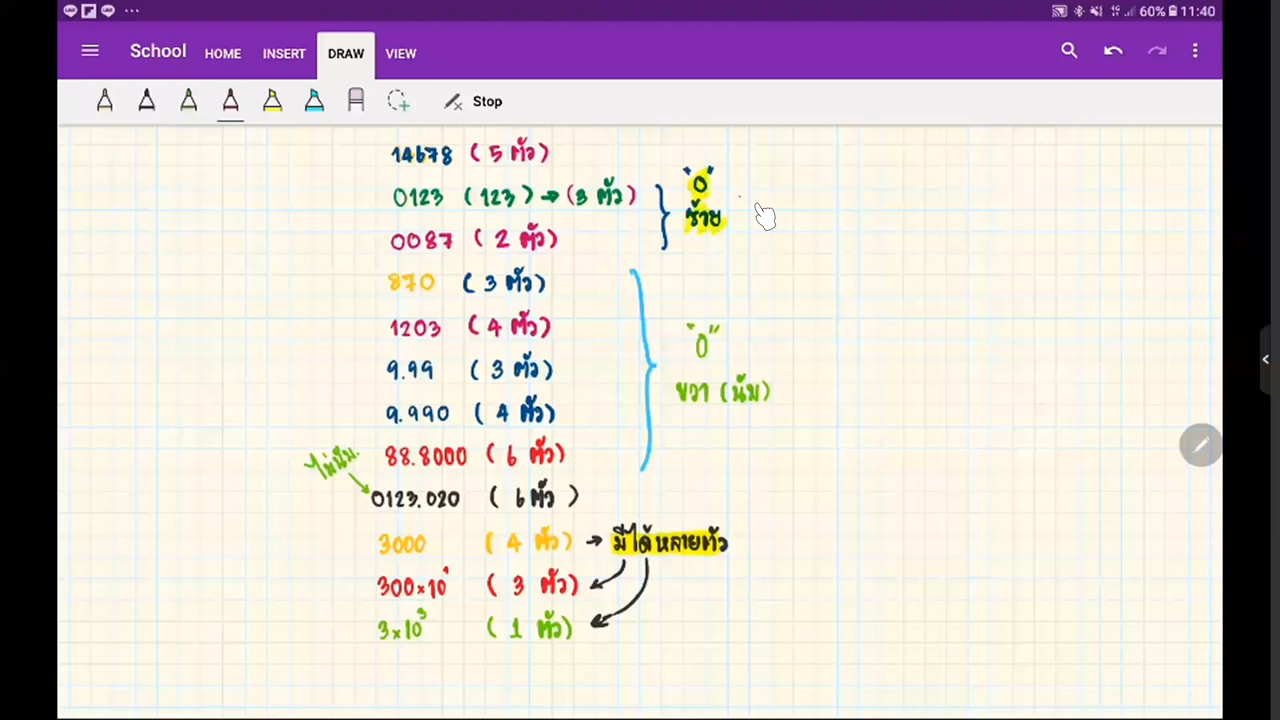 60% 11:40
School HOME INSERT DRAW VIEW
Stop
14678 (5 ตัว)
0123 (123) → (3 ตัว)
0087 (2 ตัว)
"0"
ซ้าย
870 (3 ตัว)
1203 (4 ตัว)
9.99 (3 ตัว)
9.990 (4 ตัว)
88.8000 (6 ตัว)
"0"
ขวา (นับ)
ไม่นับ
0123.020 (6 ตัว)
3000 (4 ตัว) → มีได้หลายตัว
300×10¹ (3 ตัว)
3×10³ (1 ตัว)